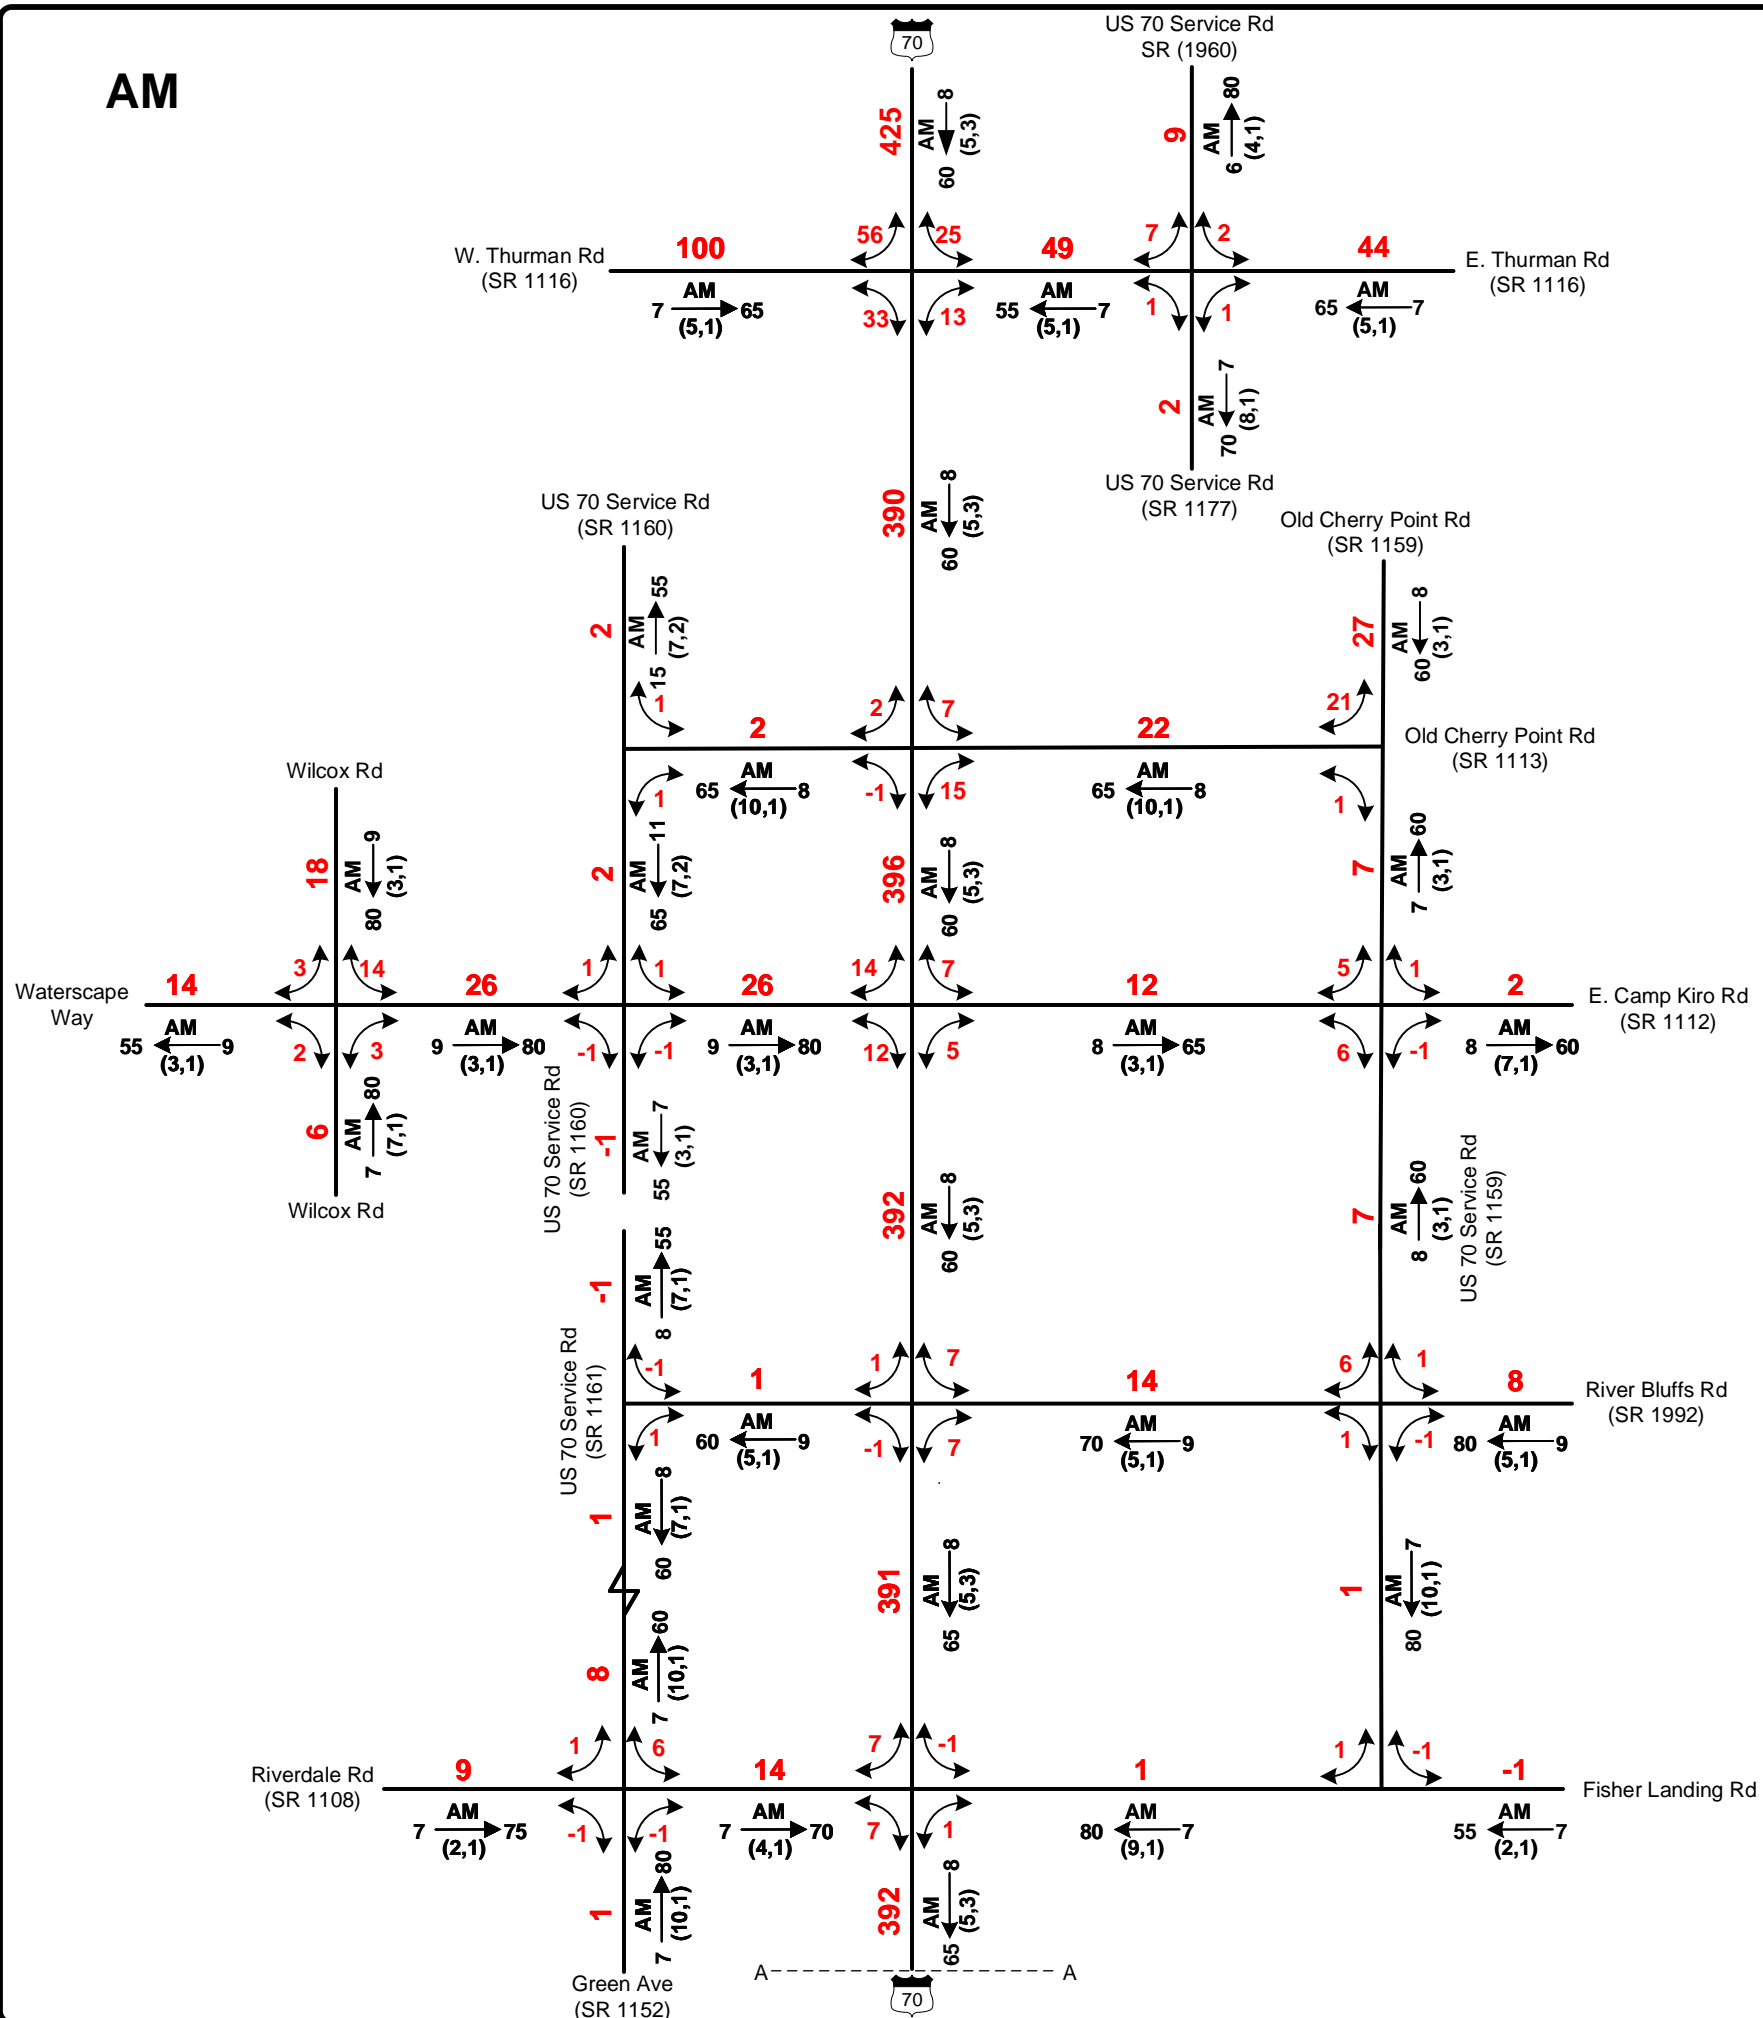 AM
70
US 70 Service Rd
SR (1960)
425
AM
8
60
(5,3)
9
AM
80
6
(4,1)
W. Thurman Rd
(SR 1116)
100
56
25
49
7
2
44
E. Thurman Rd
(SR 1116)
7
AM
65
(5,1)
33
13
55
AM
7
(5,1)
1
1
65
AM
7
(5,1)
2
AM
7
70
(8,1)
US 70 Service Rd
(SR 1177)
390
AM
8
60
(5,3)
US 70 Service Rd
(SR 1160)
Old Cherry Point Rd
(SR 1159)
2
AM
55
15
(7,2)
27
AM
8
60
(3,1)
1
2
2
7
22
21
Old Cherry Point Rd
(SR 1113)
1
65
AM
8
(10,1)
-1
15
65
AM
8
(10,1)
1
Wilcox Rd
18
AM
9
80
(3,1)
2
AM
11
65
(7,2)
396
AM
8
60
(5,3)
7
AM
60
7
(3,1)
Waterscape
Way
14
3
14
26
1
1
26
14
7
12
5
1
2
E. Camp Kiro Rd
(SR 1112)
55
AM
9
(3,1)
2
3
9
AM
80
(3,1)
-1
-1
9
AM
80
(3,1)
12
5
8
AM
65
(3,1)
6
-1
8
AM
60
(7,1)
6
AM
80
7
(7,1)
Wilcox Rd
US 70 Service Rd
(SR 1160)
-1
AM
7
55
(3,1)
392
AM
8
60
(5,3)
7
AM
60
8
(3,1)
US 70 Service Rd
(SR 1159)
-1
AM
55
8
(7,1)
US 70 Service Rd
(SR 1161)
-1
1
1
7
14
6
1
8
River Bluffs Rd
(SR 1992)
1
60
AM
9
(5,1)
-1
7
70
AM
9
(5,1)
1
-1
80
AM
9
(5,1)
1
AM
8
60
(7,1)
391
AM
8
65
(5,3)
1
AM
7
80
(10,1)
8
AM
60
7
(10,1)
Riverdale Rd
(SR 1108)
9
1
6
14
7
-1
1
1
-1
-1
Fisher Landing Rd
7
AM
75
(2,1)
-1
-1
7
AM
70
(4,1)
7
1
80
AM
7
(9,1)
55
AM
7
(2,1)
1
AM
80
7
(10,1)
392
AM
8
65
(5,3)
Green Ave
(SR 1152)
A
A
70